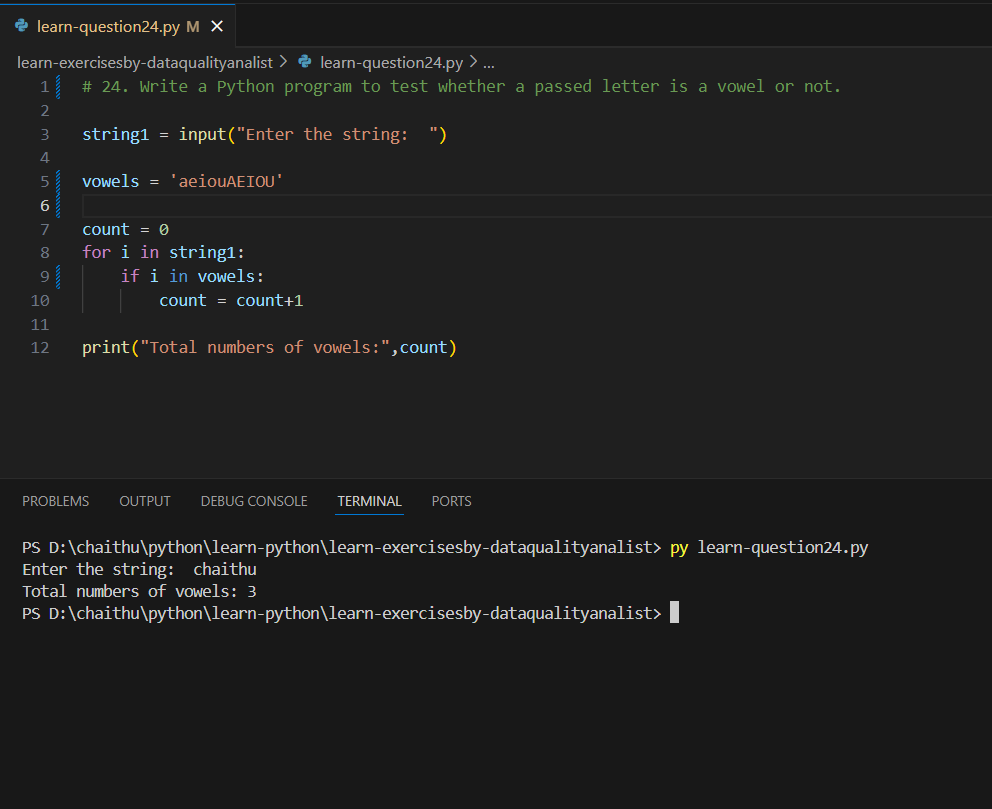 learn-question24.py M ×
learn-exercisesby-dataqualityanalist > learn-question24.py > ...
1 # 24. Write a Python program to test whether a passed letter is a vowel or not.
2
3 string1 = input("Enter the string:  ")
4
5 vowels = 'aeiouAEIOU'
6
7 count = 0
8 for i in string1:
9     if i in vowels:
10         count = count+1
11
12 print("Total numbers of vowels:",count)
PROBLEMS OUTPUT DEBUG CONSOLE TERMINAL PORTS
PS D:\chaithu\python\learn-python\learn-exercisesby-dataqualityanalist> py learn-question24.py
Enter the string:  chaithu
Total numbers of vowels: 3
PS D:\chaithu\python\learn-python\learn-exercisesby-dataqualityanalist>